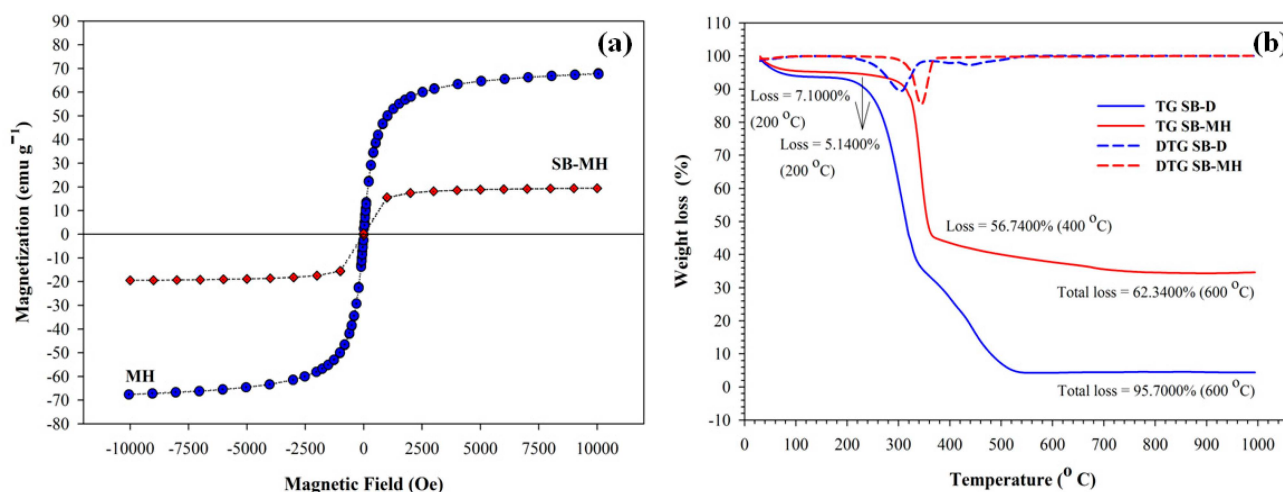 (a)
Magnetization (emu g⁻¹)
90
80
70
60
50
40
30
20
10
0
-10
-20
-30
-40
-50
-60
-70
-80
SB-MH
MH
-10000 -7500 -5000 -2500 0 2500 5000 7500 10000
Magnetic Field (Oe)
(b)
Weight loss (%)
110
100
90
80
70
60
50
40
30
20
10
0
-10
Loss = 7.1000%
(200 °C)
Loss = 5.1400%
(200 °C)
TG SB-D
TG SB-MH
DTG SB-D
DTG SB-MH
Loss = 56.7400% (400 °C)
Total loss = 62.3400% (600 °C)
Total loss = 95.7000% (600 °C)
0 100 200 300 400 500 600 700 800 900 1000
Temperature (° C)